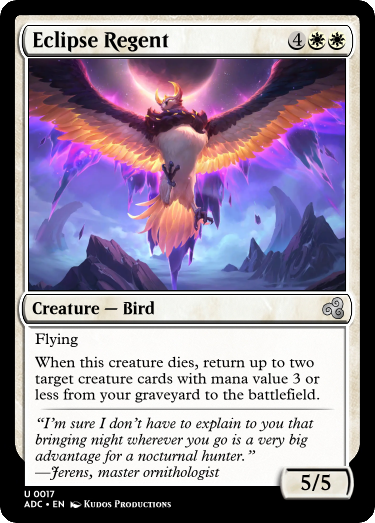 Eclipse Regent 4
Creature — Bird
Flying
When this creature dies, return up to two
target creature cards with mana value 3 or
less from your graveyard to the battlefield.
“I’m sure I don’t have to explain to you that
bringing night wherever you go is a very big
advantage for a nocturnal hunter.”
—Jerens, master ornithologist
5/5
U 0017
ADC • EN Kudos Productions